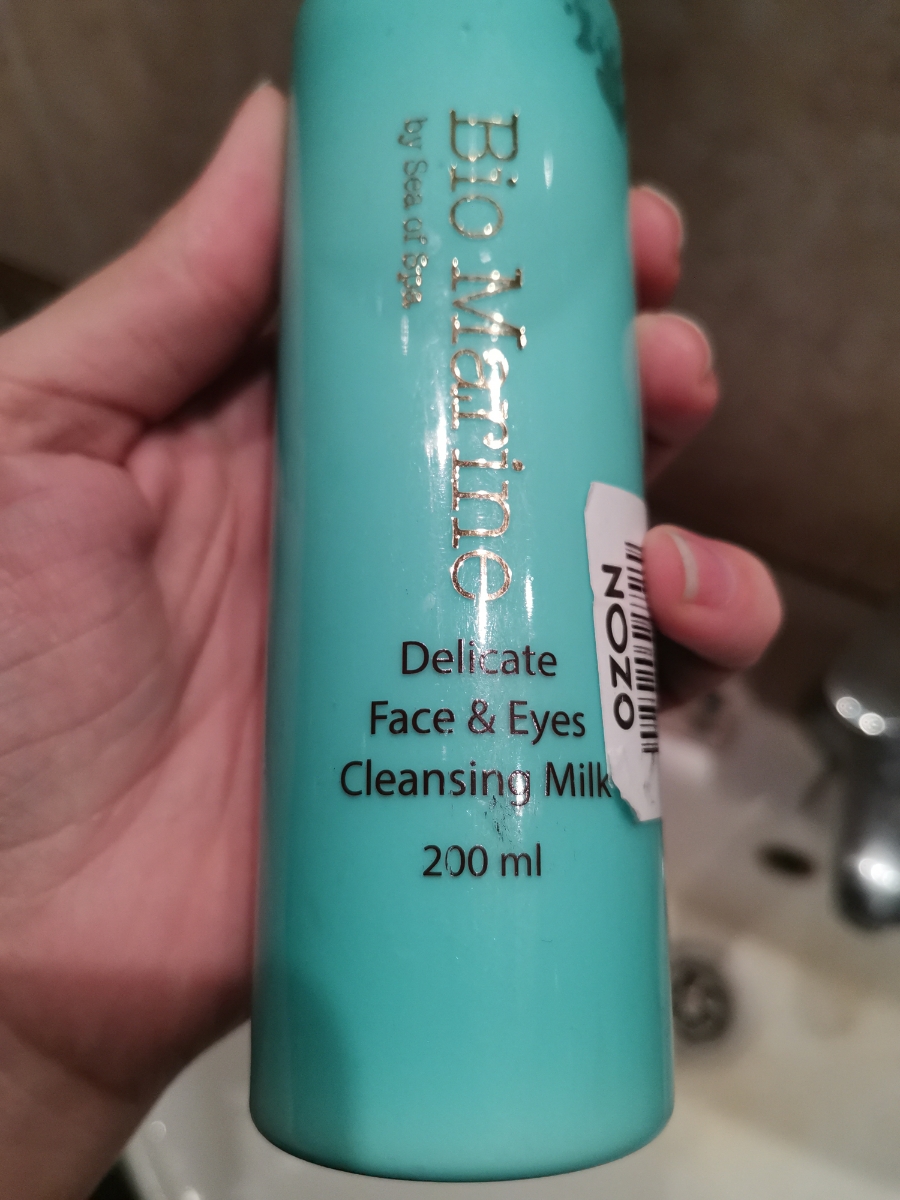 Bio Marine
by Sea of Spa
Delicate
Face & Eyes
Cleansing Milk
200 ml
OZON